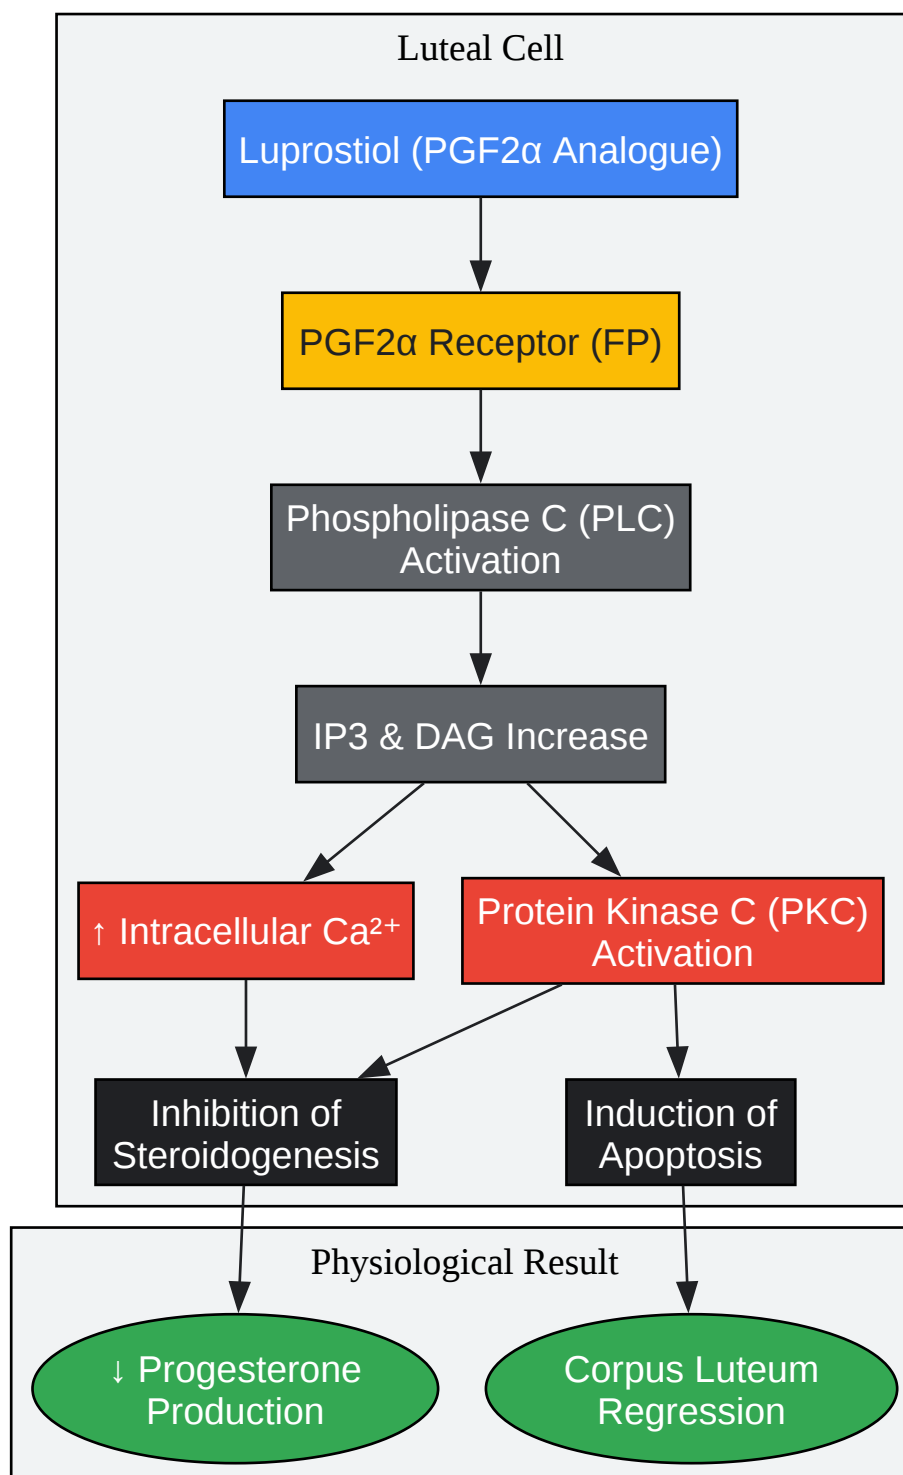 Luteal Cell
Luprostiol (PGF2α Analogue)
PGF2α Receptor (FP)
Phospholipase C (PLC)
Activation
IP3 & DAG Increase
↑ Intracellular Ca²⁺
Protein Kinase C (PKC)
Activation
Inhibition of
Steroidogenesis
Induction of
Apoptosis
Physiological Result
↓ Progesterone
Production
Corpus Luteum
Regression